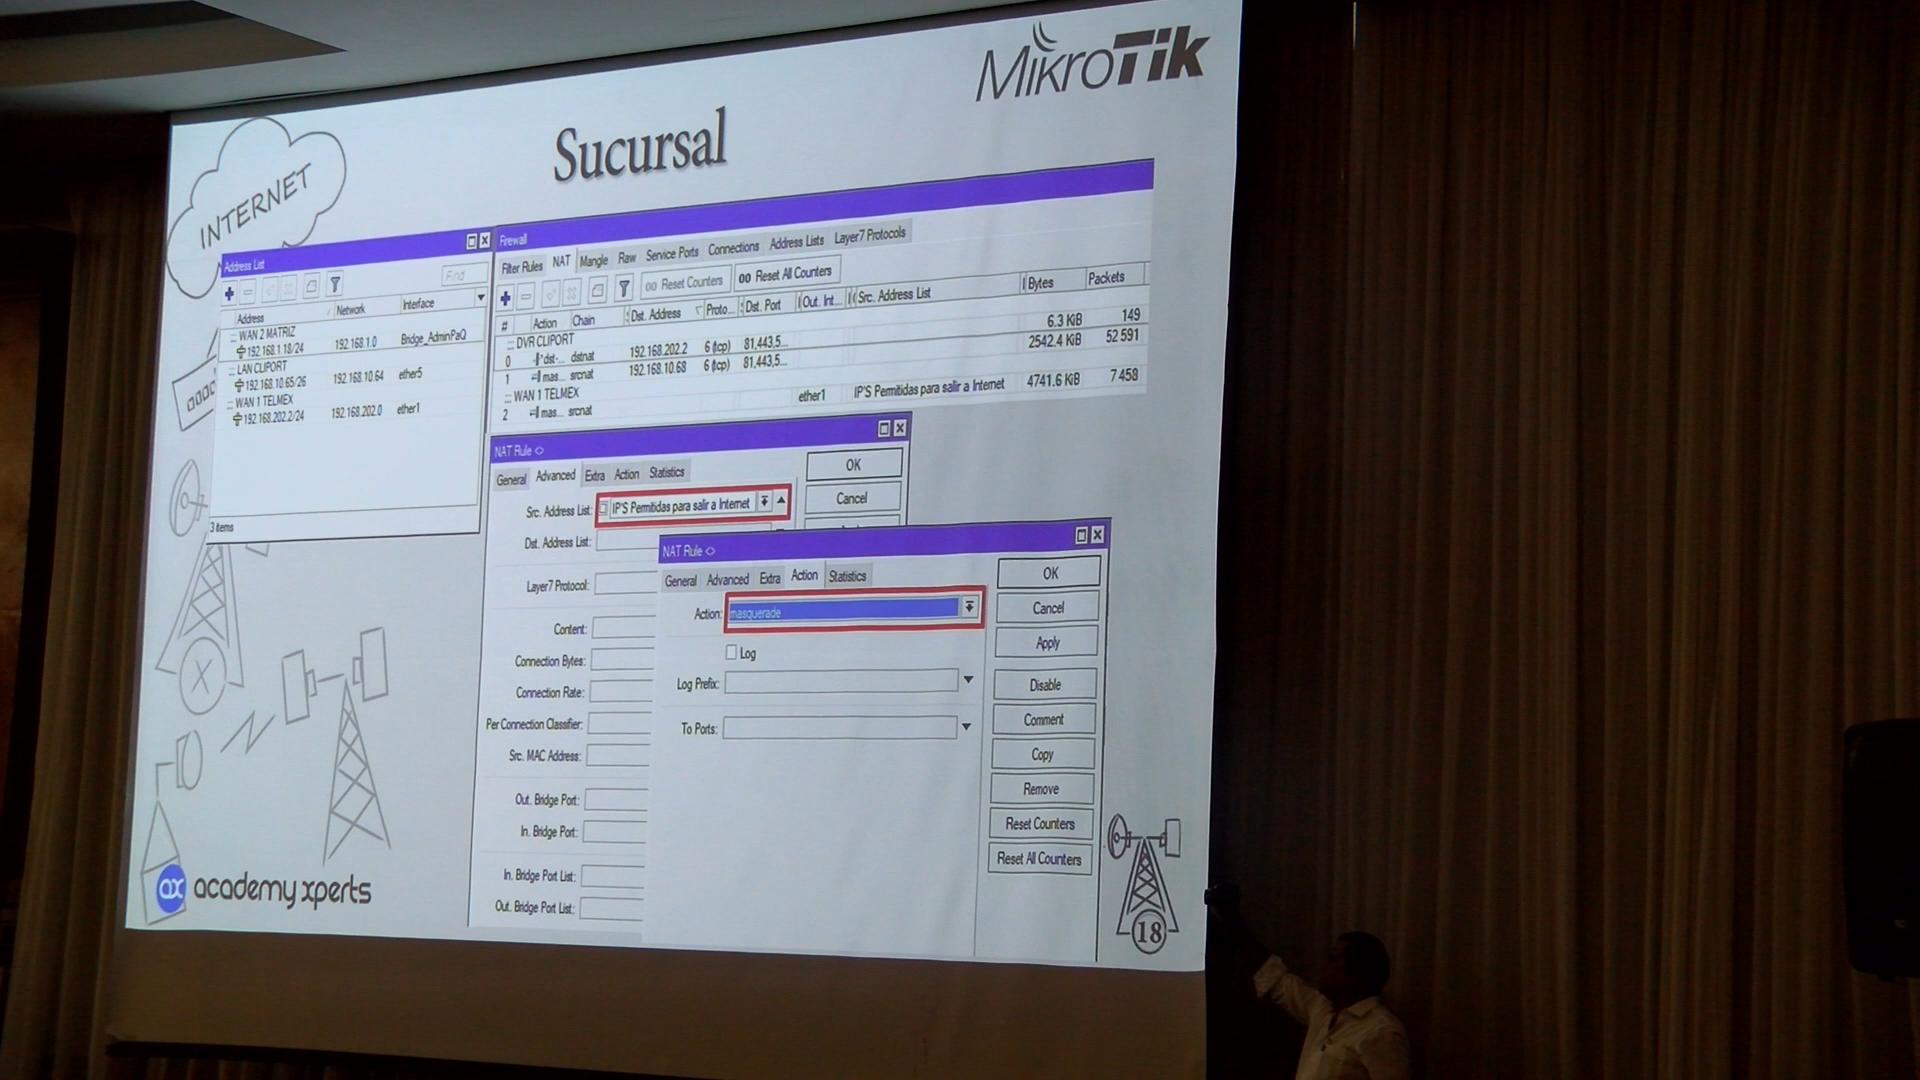 MikroTik
Sucursal
INTERNET
Address List
Find
Address Network Interface
::: WAN 2 MATRIZ
192.168.1.18/24 192.168.1.0 Bridge_AdminPaQ
::: LAN CLIPORT
192.168.10.65/26 192.168.10.64 ether5
::: WAN 1 TELMEX
192.168.202.2/24 192.168.202.0 ether1
3 items
Firewall
Filter Rules NAT Mangle Raw Service Ports Connections Address Lists Layer7 Protocols
00 Reset Counters 00 Reset All Counters
# Action Chain Dst. Address Proto... Dst. Port Out. Int... Src. Address List Bytes Packets
::: DVR CLIPORT
0 dst-... dstnat 192.168.202.2 6 (tcp) 81,443,5... 6.3 KiB 149
1 mas... srcnat 192.168.10.68 6 (tcp) 81,443,5... 2542.4 KiB 52 591
::: WAN 1 TELMEX
2 mas... srcnat ether1 IP'S Permitidas para salir a Internet 4741.6 KiB 7 458
NAT Rule <>
General Advanced Extra Action Statistics
Src. Address List: IP'S Permitidas para salir a Internet
Dst. Address List:
Layer7 Protocol:
Content:
Connection Bytes:
Connection Rate:
Per Connection Classifier:
Src. MAC Address:
Out. Bridge Port:
In. Bridge Port:
In. Bridge Port List:
Out. Bridge Port List:
OK
Cancel
NAT Rule <>
General Advanced Extra Action Statistics
Action: masquerade
Log
Log Prefix:
To Ports:
OK
Cancel
Apply
Disable
Comment
Copy
Remove
Reset Counters
Reset All Counters
ax academy xperts
18